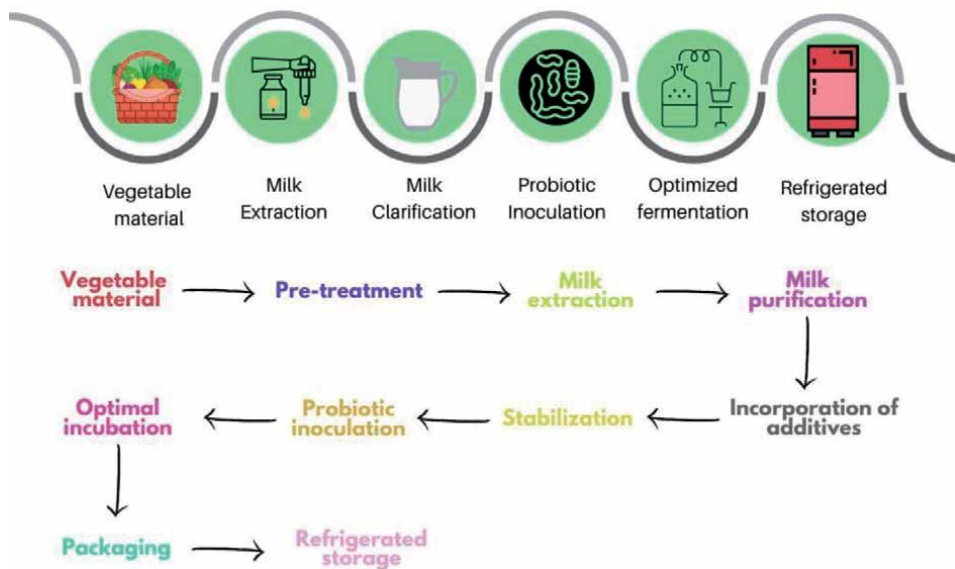 Vegetable
material
Milk
Extraction
Milk
Clarification
Probiotic
Inoculation
Optimized
fermentation
Refrigerated
storage
Vegetable
material
Pre-treatment
Milk
extraction
Milk
purification
Incorporation of
additives
Stabilization
Probiotic
inoculation
Optimal
incubation
Packaging
Refrigerated
storage